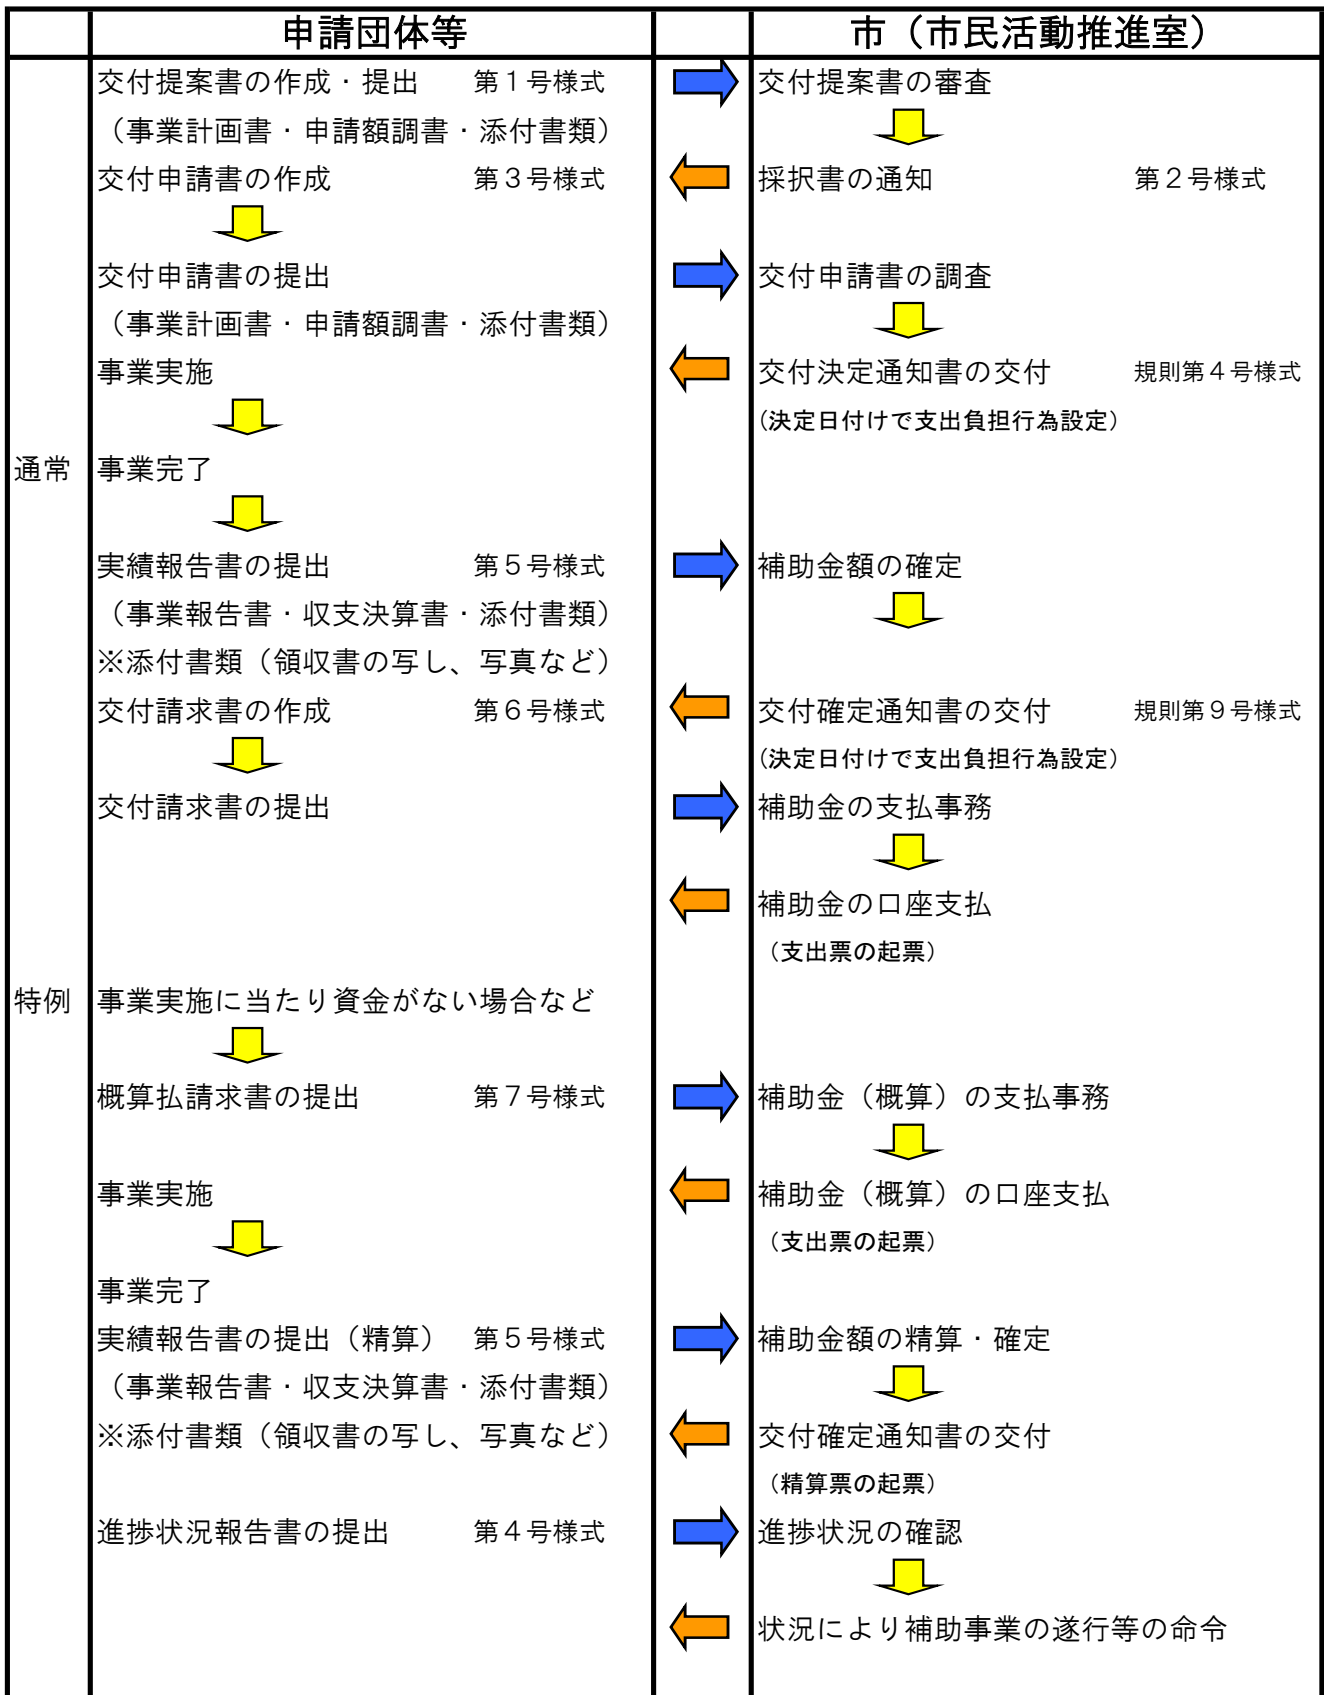 申請団体等 市（市民活動推進室）
交付提案書の作成・提出 第１号様式 交付提案書の審査
（事業計画書・申請額調書・添付書類）
交付申請書の作成 第３号様式 採択書の通知 第２号様式
交付申請書の提出 交付申請書の調査
（事業計画書・申請額調書・添付書類）
事業実施 交付決定通知書の交付 規則第４号様式
（決定日付けで支出負担行為設定）
通常 事業完了
実績報告書の提出 第５号様式 補助金額の確定
（事業報告書・収支決算書・添付書類）
※添付書類（領収書の写し、写真など）
交付請求書の作成 第６号様式 交付確定通知書の交付 規則第９号様式
（決定日付けで支出負担行為設定）
交付請求書の提出 補助金の支払事務
補助金の口座支払
（支出票の起票）
特例 事業実施に当たり資金がない場合など
概算払請求書の提出 第７号様式 補助金（概算）の支払事務
事業実施 補助金（概算）の口座支払
（支出票の起票）
事業完了
実績報告書の提出（精算） 第５号様式 補助金額の精算・確定
（事業報告書・収支決算書・添付書類）
※添付書類（領収書の写し、写真など） 交付確定通知書の交付
（精算票の起票）
進捗状況報告書の提出 第４号様式 進捗状況の確認
状況により補助事業の遂行等の命令